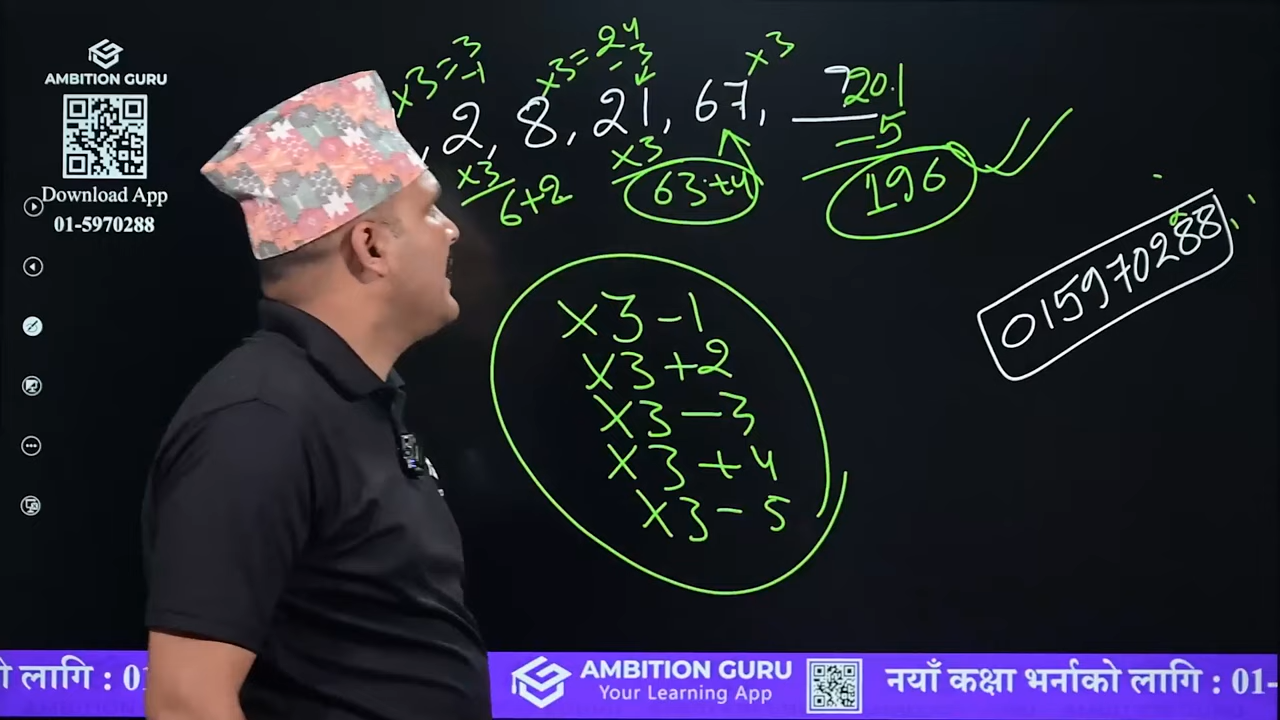 AMBITION GURU
Download App
01-5970288
×3=3
-1
×3=24
-3
×3
, 2, 8, 21, 67, ?
201
-5
196
×3
6+2
×3
63+4
×3-1
×3+2
×3-3
×3+4
×3-5
015970288
ो लागि : 01
AMBITION GURU
Your Learning App
नयाँ कक्षा भर्नाको लागि : 01-